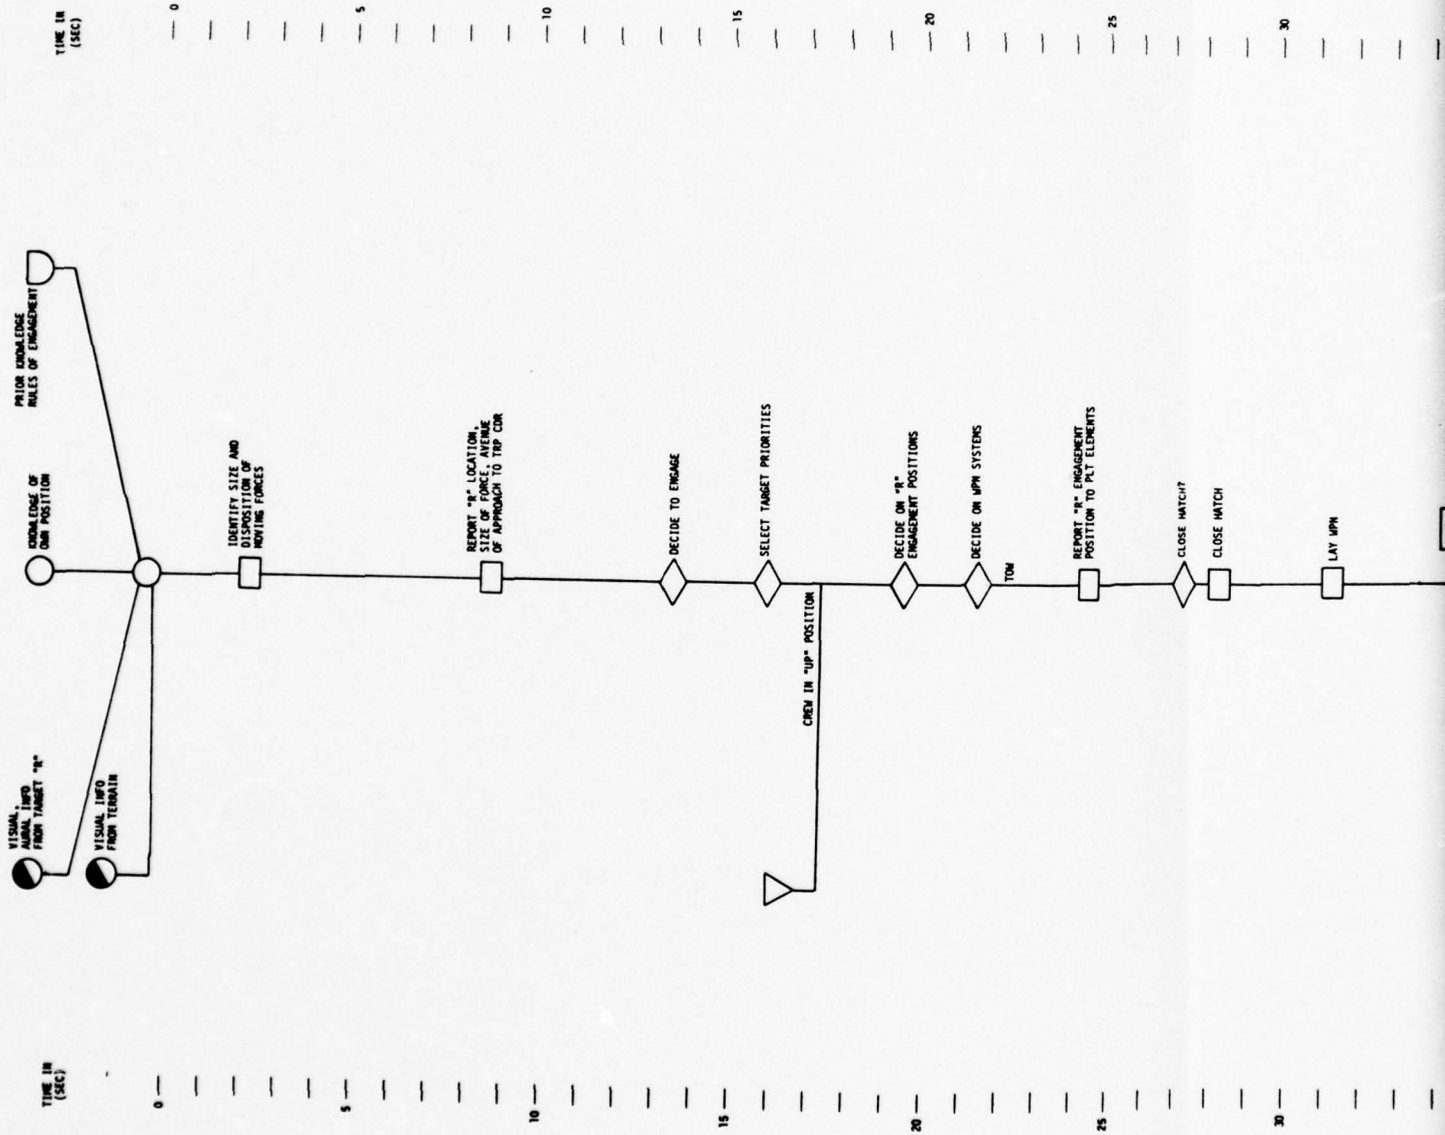 TIME IN
(SEC)
0
5
10
15
20
25
30
PRIOR KNOWLEDGE
RULES OF ENGAGEMENT
KNOWLEDGE OF
OWN POSITION
VISUAL,
AURAL INFO
FROM TARGET "R"
VISUAL INFO
FROM TERRAIN
IDENTIFY SIZE AND
DISPOSITION OF
MOVING FORCES
REPORT "R" LOCATION,
SIZE OF FORCE, AVENUE
OF APPROACH TO TRP CDR
DECIDE TO ENGAGE
SELECT TARGET PRIORITIES
CREW IN "UP" POSITION
DECIDE ON "R"
ENGAGEMENT POSITIONS
DECIDE ON WPN SYSTEMS
TOW
REPORT "R" ENGAGEMENT
POSITION TO PLT ELEMENTS
CLOSE HATCH?
CLOSE HATCH
LAY WPN
TIME IN
(SEC)
0
5
10
15
20
25
30